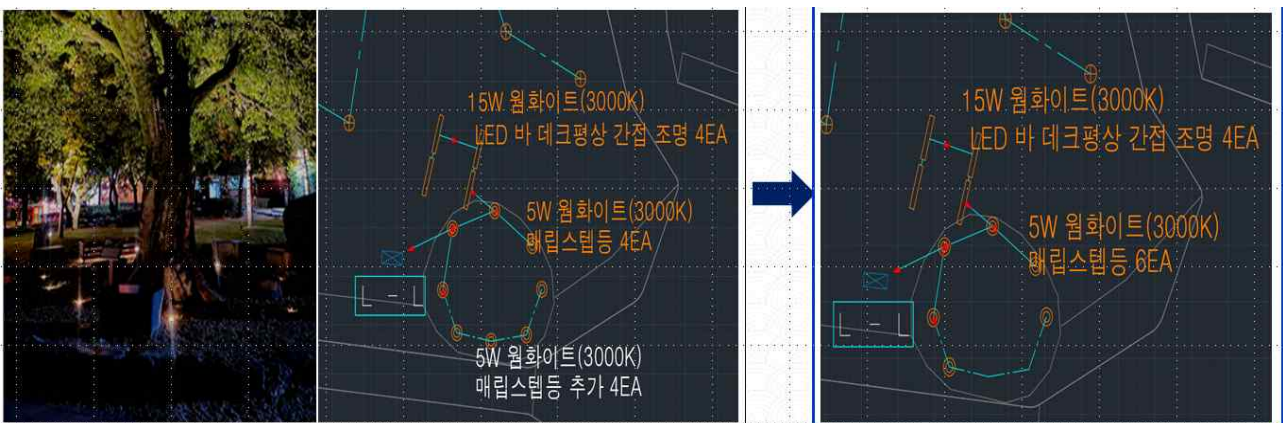 15W 웜화이트(3000K)
LED 바 데크평상 간접 조명 4EA
5W 웜화이트(3000K)
매립스텝등 4EA
L - L
5W 웜화이트(3000K)
매립스텝등 추가 4EA
15W 웜화이트(3000K)
LED 바 데크평상 간접 조명 4EA
5W 웜화이트(3000K)
매립스텝등 6EA
L - L